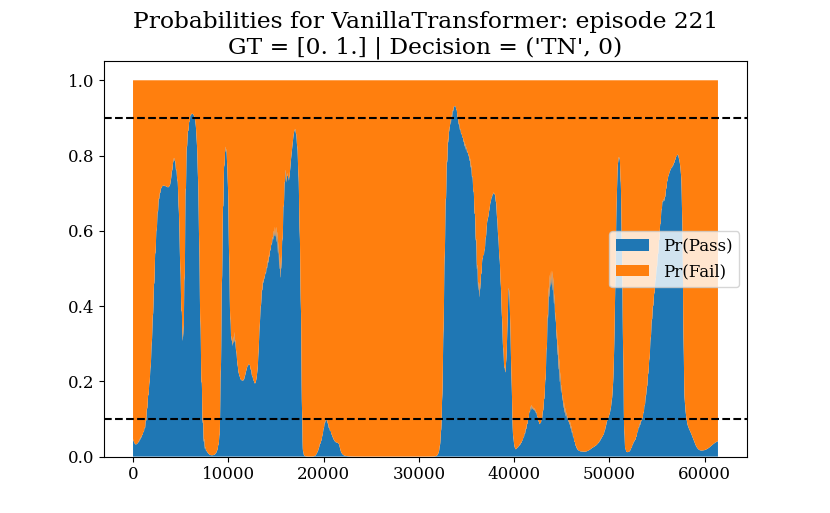 Probabilities for VanillaTransformer: episode 221
GT = [0. 1.] | Decision = ('TN', 0)
1.0
0.8
0.6
0.4
0.2
0.0
Pr(Pass)
Pr(Fail)
0 10000 20000 30000 40000 50000 60000